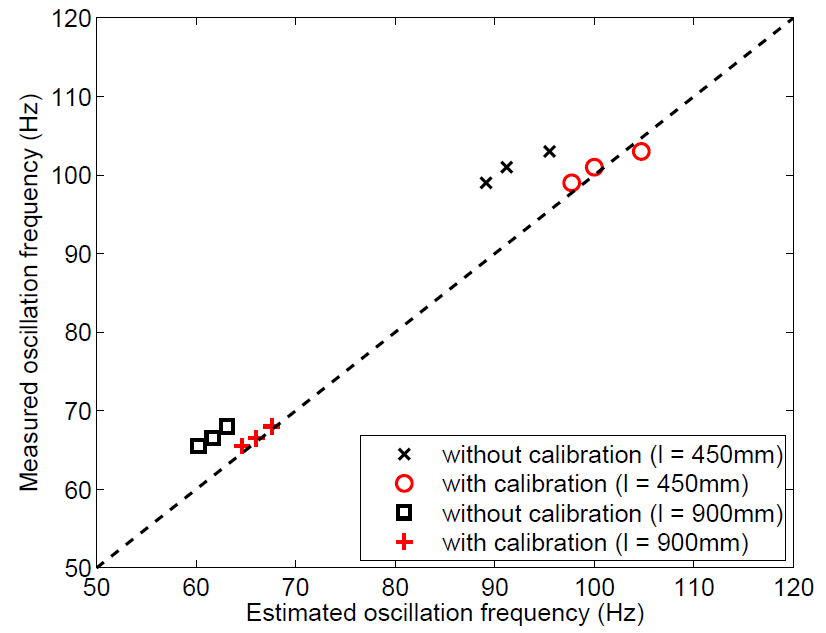 120
110
100
90
80
70
60
50
Measured oscillation frequency (Hz)
without calibration (l = 450mm)
with calibration (l = 450mm)
without calibration (l = 900mm)
with calibration (l = 900mm)
50 60 70 80 90 100 110 120
Estimated oscillation frequency (Hz)